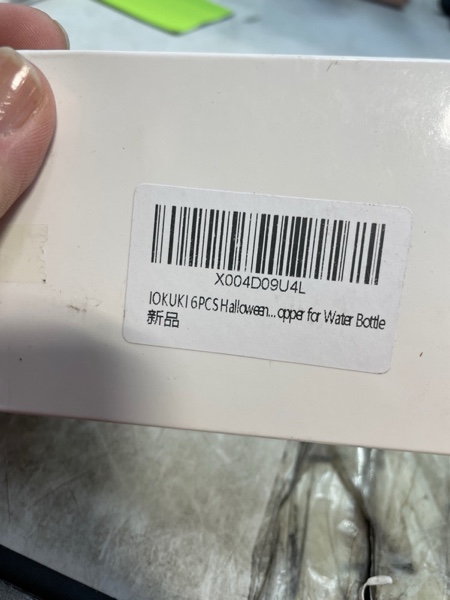 X004D09U4L
IOKUKI 6PCS Halloween...opper for Water Bottle
新品